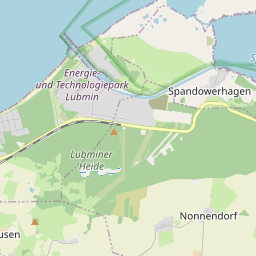 Energie-
und Technologiepark
Lubmin
Spandowerhagen
Lubminer
Heide
Nonnendorf
usen
S